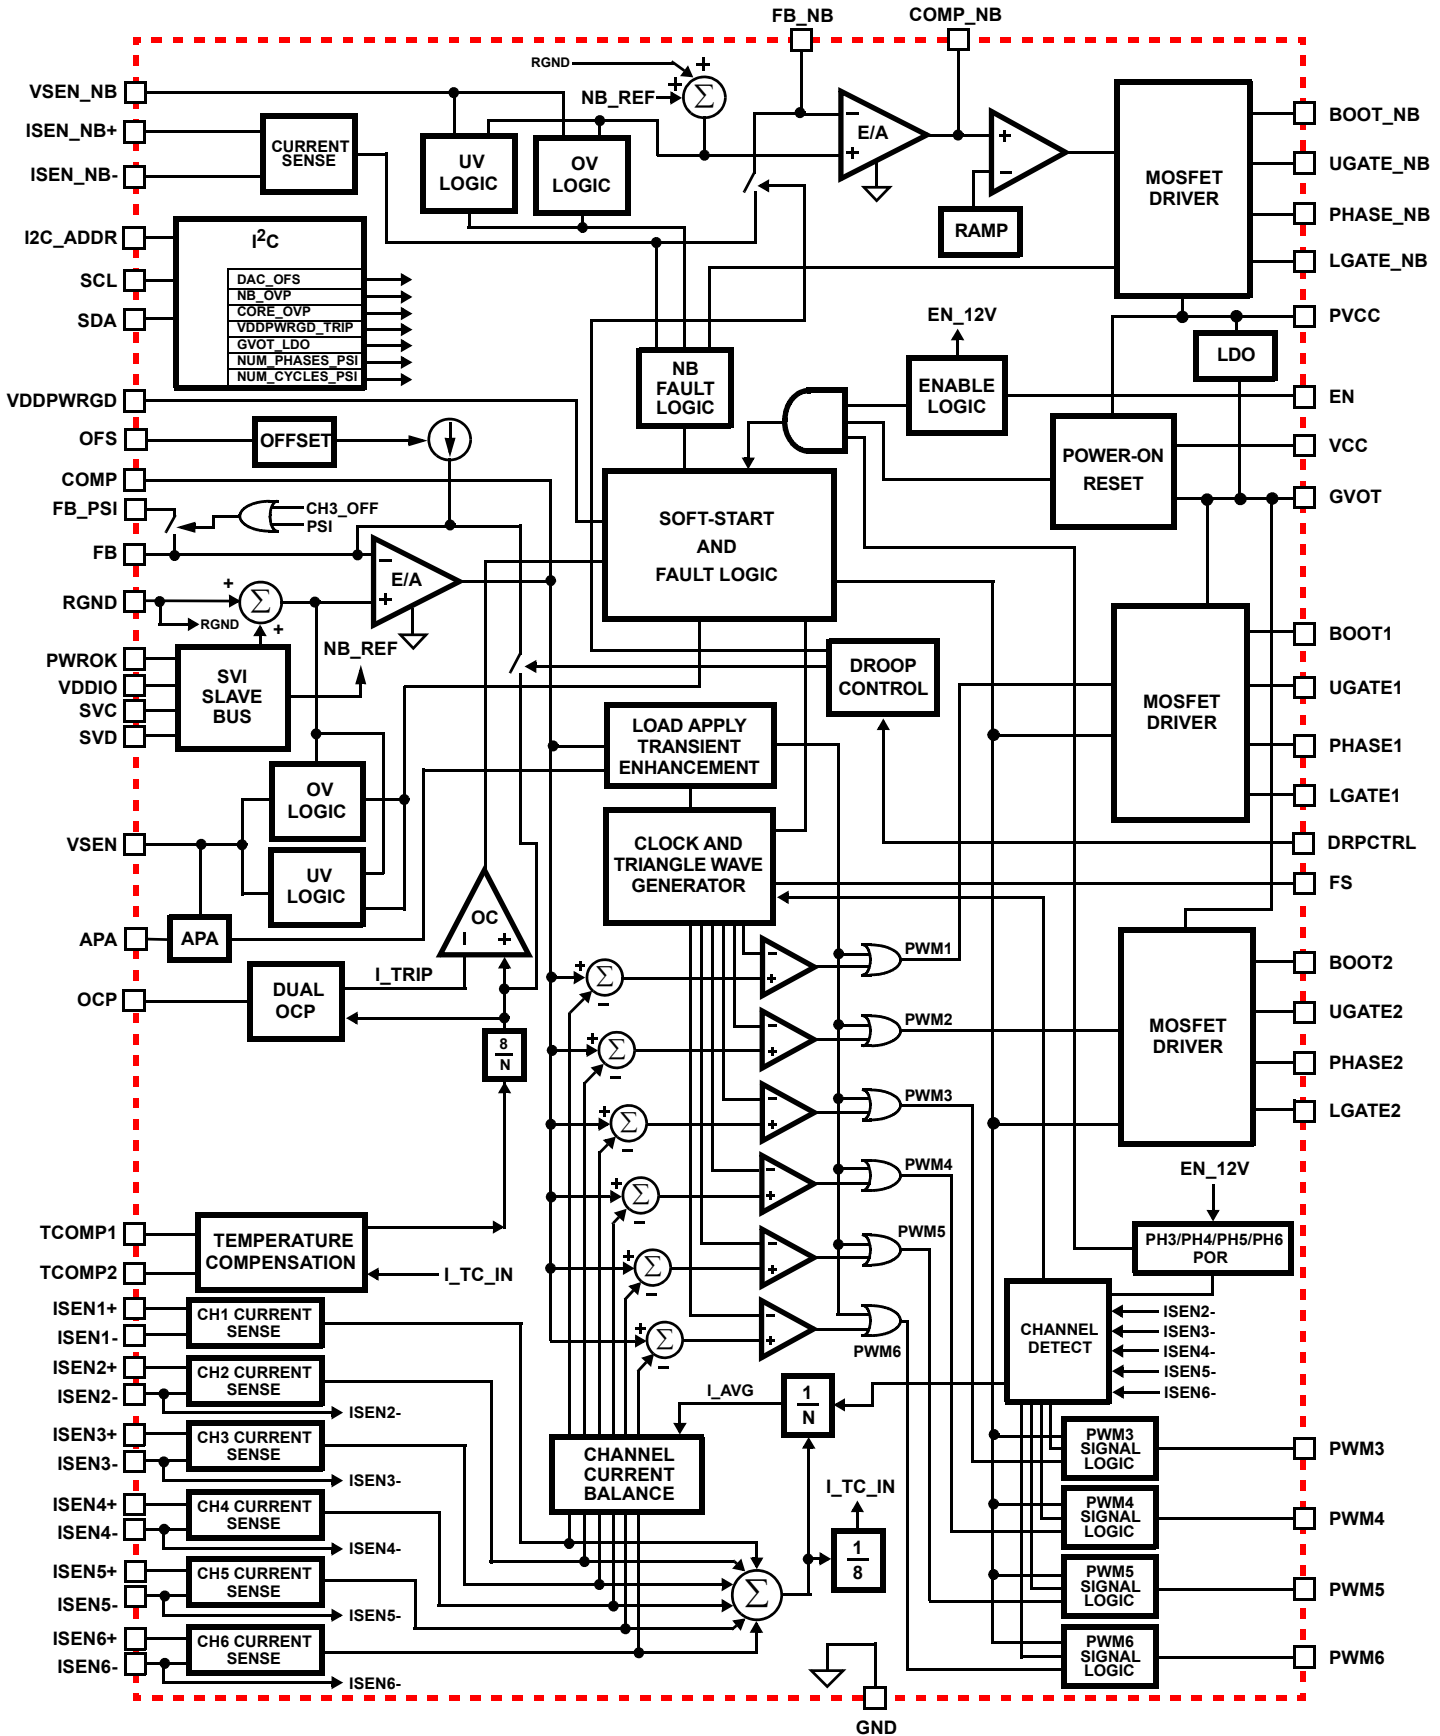 FB_NB
COMP_NB
VSEN_NB
ISEN_NB+
ISEN_NB-
I2C_ADDR
SCL
SDA
VDDPWRGD
OFS
COMP
FB_PSI
FB
RGND
PWROK
VDDIO
SVC
SVD
VSEN
APA
OCP
TCOMP1
TCOMP2
ISEN1+
ISEN1-
ISEN2+
ISEN2-
ISEN3+
ISEN3-
ISEN4+
ISEN4-
ISEN5+
ISEN5-
ISEN6+
ISEN6-
RGND
+
NB_REF
+
Σ
CURRENT
SENSE
UV
LOGIC
OV
LOGIC
−
E/A
+
+
−
RAMP
MOSFET
DRIVER
I2C
DAC_OFS
NB_OVP
CORE_OVP
VDDPWRGD_TRIP
GVOT_LDO
NUM_PHASES_PSI
NUM_CYCLES_PSI
NB
FAULT
LOGIC
EN_12V
ENABLE
LOGIC
LDO
POWER-ON
RESET
OFFSET
CH3_OFF
PSI
SOFT-START
AND
FAULT LOGIC
−
E/A
+
+
Σ
+
RGND
NB_REF
SVI
SLAVE
BUS
DROOP
CONTROL
MOSFET
DRIVER
LOAD APPLY
TRANSIENT
ENHANCEMENT
OV
LOGIC
UV
LOGIC
CLOCK AND
TRIANGLE WAVE
GENERATOR
APA
OC
−
+
I_TRIP
DUAL
OCP
8
N
+
Σ
−
−
+
PWM1
+
Σ
−
−
+
PWM2
+
Σ
−
−
+
PWM3
+
Σ
−
−
+
PWM4
+
Σ
−
−
+
PWM5
+
Σ
−
−
+
PWM6
MOSFET
DRIVER
EN_12V
PH3/PH4/PH5/PH6
POR
TEMPERATURE
COMPENSATION
I_TC_IN
CHANNEL
DETECT
ISEN2-
ISEN3-
ISEN4-
ISEN5-
ISEN6-
CH1 CURRENT
SENSE
CH2 CURRENT
SENSE
ISEN2-
CH3 CURRENT
SENSE
ISEN3-
CH4 CURRENT
SENSE
ISEN4-
CH5 CURRENT
SENSE
ISEN5-
CH6 CURRENT
SENSE
ISEN6-
I_AVG
1
N
CHANNEL
CURRENT
BALANCE
I_TC_IN
1
8
Σ
PWM3
SIGNAL
LOGIC
PWM4
SIGNAL
LOGIC
PWM5
SIGNAL
LOGIC
PWM6
SIGNAL
LOGIC
BOOT_NB
UGATE_NB
PHASE_NB
LGATE_NB
PVCC
EN
VCC
GVOT
BOOT1
UGATE1
PHASE1
LGATE1
DRPCTRL
FS
BOOT2
UGATE2
PHASE2
LGATE2
PWM3
PWM4
PWM5
PWM6
GND